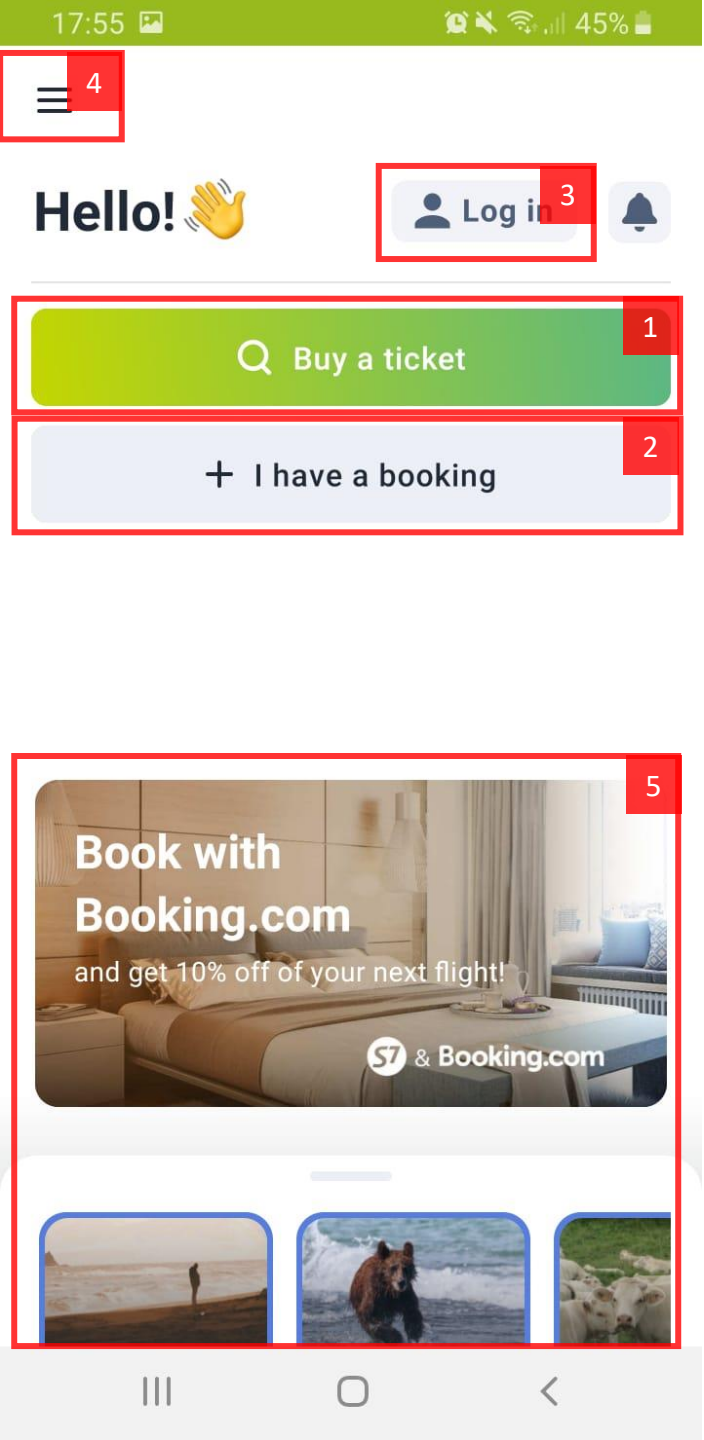 17:55
45%
4
Hello!
Log in
3
1
Buy a ticket
2
+ I have a booking
5
Book with
Booking.com
and get 10% off of your next flight!
S7 & Booking.com